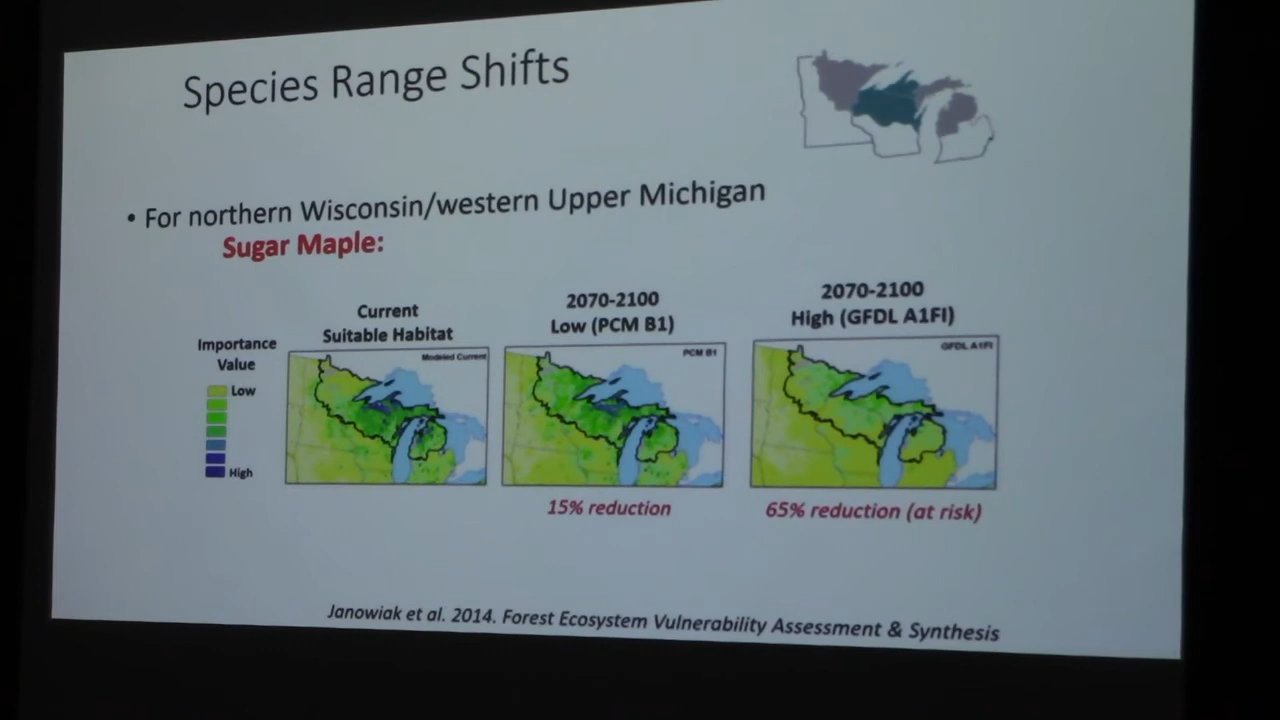 Species Range Shifts
• For northern Wisconsin/western Upper Michigan
Sugar Maple:
Importance
Value
Low
High
Current
Suitable Habitat
Modeled Current
2070-2100
Low (PCM B1)
PCM B1
15% reduction
2070-2100
High (GFDL A1FI)
GFDL A1FI
65% reduction (at risk)
Janowiak et al. 2014. Forest Ecosystem Vulnerability Assessment & Synthesis